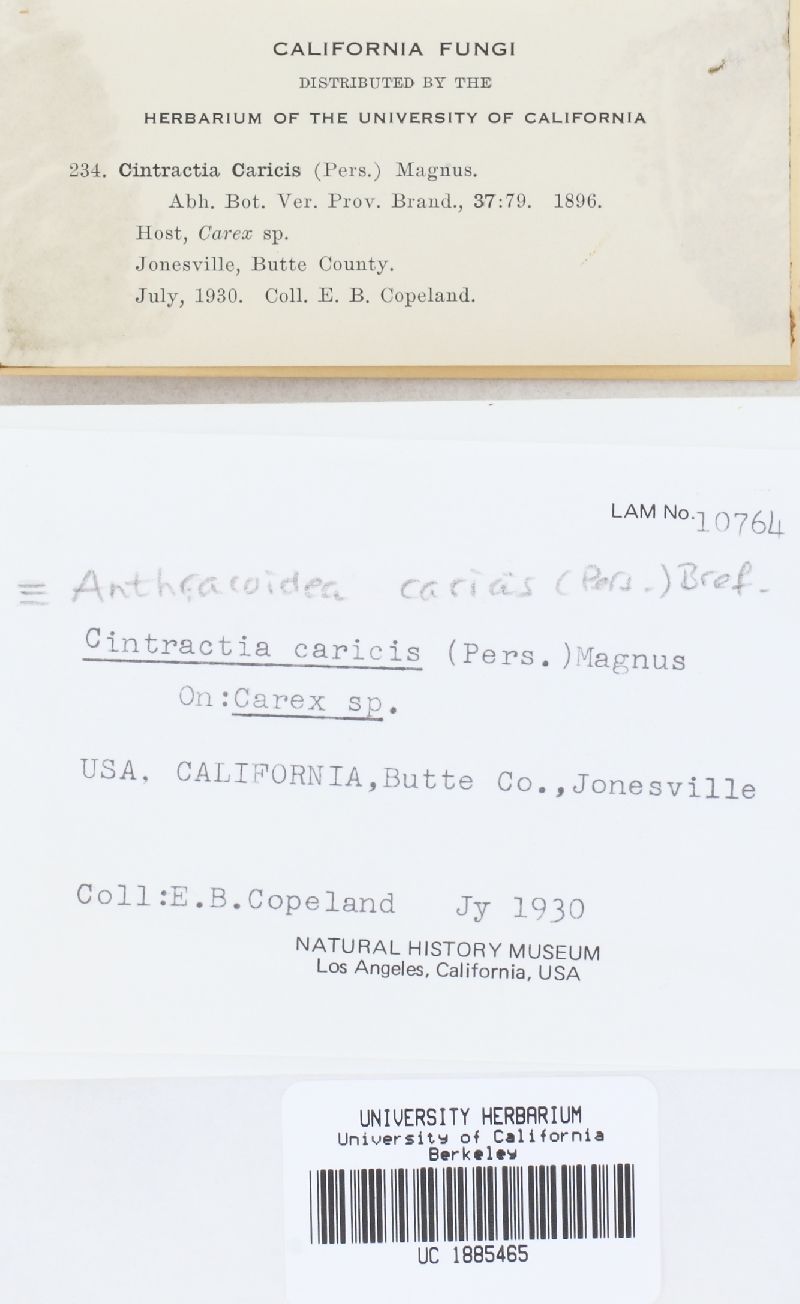 CALIFORNIA FUNGI
DISTRIBUTED BY THE
HERBARIUM OF THE UNIVERSITY OF CALIFORNIA
234. Cintractia Caricis (Pers.) Magnus.
Abh. Bot. Ver. Prov. Brand., 37:79. 1896.
Host, Carex sp.
Jonesville, Butte County.
July, 1930. Coll. E. B. Copeland.
LAM No. 10764
≡ Anthracoidea caricis (Pers.) Bref.
Cintractia caricis (Pers.)Magnus
On:Carex sp.
USA, CALIFORNIA,Butte Co.,Jonesville
Coll:E.B.Copeland Jy 1930
NATURAL HISTORY MUSEUM
Los Angeles, California, USA
UNIVERSITY HERBARIUM
University of California
Berkeley
UC 1885465